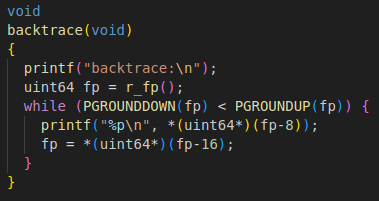 void
backtrace(void)
{
  printf("backtrace:\n");
  uint64 fp = r_fp();
  while (PGROUNDDOWN(fp) < PGROUNDUP(fp)) {
    printf("%p\n", *(uint64*)(fp-8));
    fp = *(uint64*)(fp-16);
  }
}